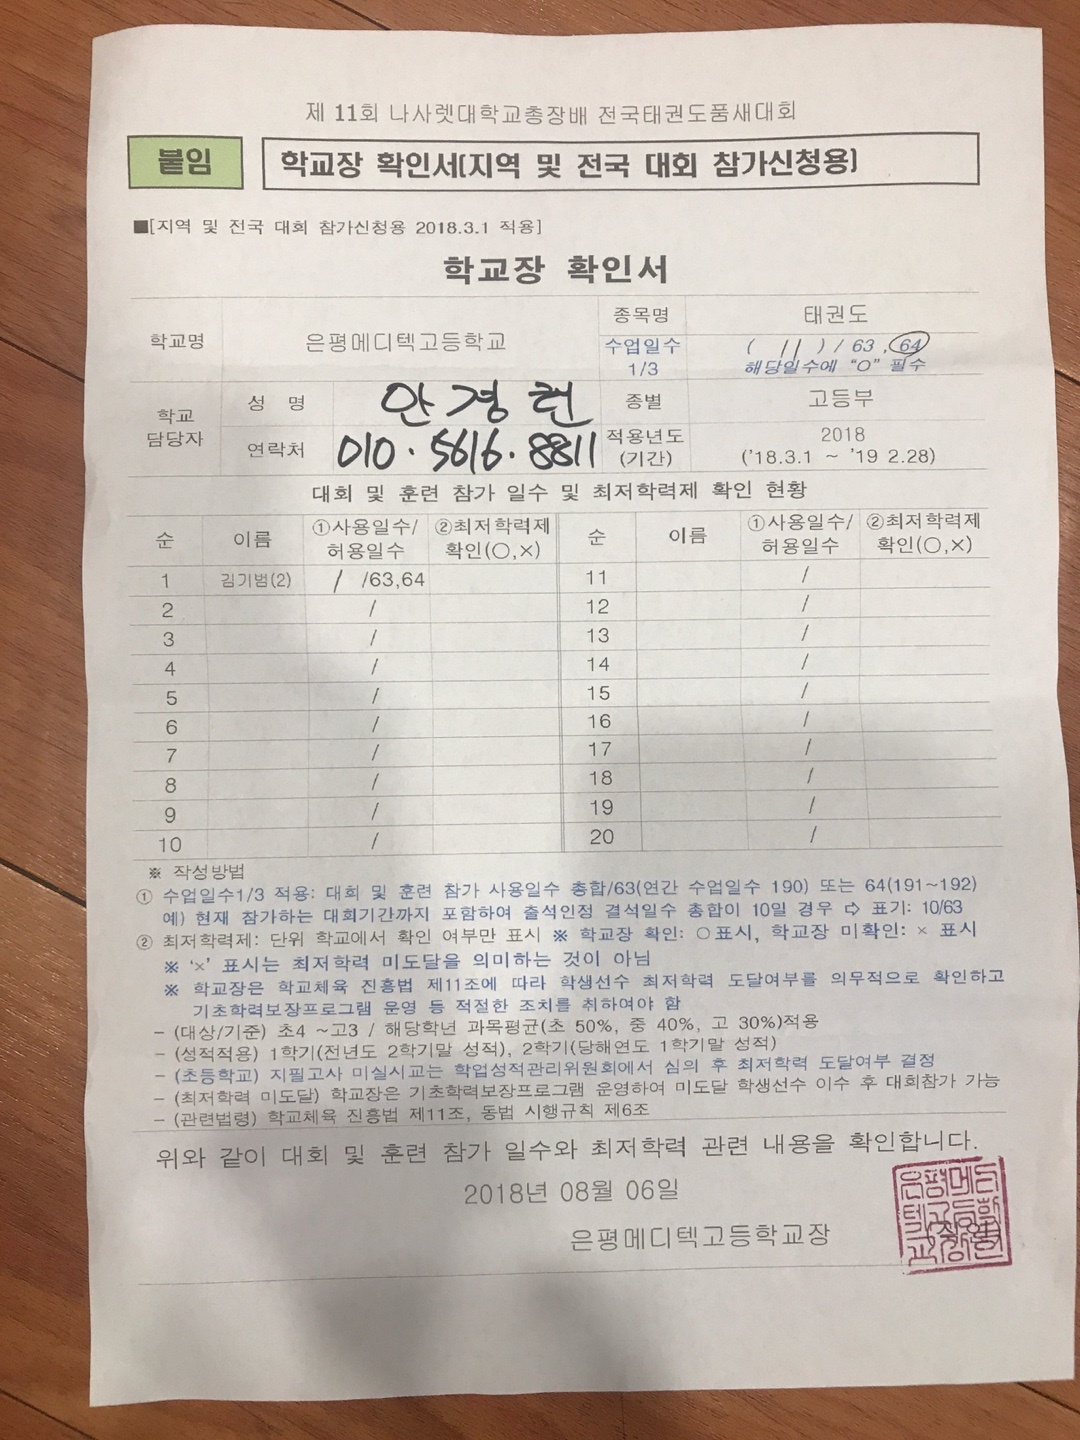 제 11회 나사렛대학교총장배 전국태권도품새대회
붙임
학교장 확인서(지역 및 전국 대회 참가신청용)
■[지역 및 전국 대회 참가신청용 2018.3.1 적용]
학교장 확인서
학교명 은평메디텍고등학교 종목명 태권도
수업일수 1/3 ( 11 ) / 63 , 64
해당일수에 "O" 필수
학교 담당자 성 명 안경헌 종별 고등부
연락처 010 · 5616 · 8811 적용년도 (기간) 2018
('18.3.1 ~ '19 2.28)
대회 및 훈련 참가 일수 및 최저학력제 확인 현황
순 이름 ①사용일수/허용일수 ②최저학력제 확인(○,×) 순 이름 ①사용일수/허용일수 ②최저학력제 확인(○,×)
1 김기범(2) / /63,64 11 /
2 / 12 /
3 / 13 /
4 / 14 /
5 / 15 /
6 / 16 /
7 / 17 /
8 / 18 /
9 / 19 /
10 / 20 /
※ 작성방법
① 수업일수1/3 적용: 대회 및 훈련 참가 사용일수 총합/63(연간 수업일수 190) 또는 64(191~192)
예) 현재 참가하는 대회기간까지 포함하여 출석인정 결석일수 총합이 10일 경우 ⇨ 표기: 10/63
② 최저학력제: 단위 학교에서 확인 여부만 표시 ※ 학교장 확인: ○표시, 학교장 미확인: × 표시
※ '×' 표시는 최저학력 미도달을 의미하는 것이 아님
※ 학교장은 학교체육 진흥법 제11조에 따라 학생선수 최저학력 도달여부를 의무적으로 확인하고
기초학력보장프로그램 운영 등 적절한 조치를 취하여야 함
- (대상/기준) 초4 ~고3 / 해당학년 과목평균(초 50%, 중 40%, 고 30%)적용
- (성적적용) 1학기(전년도 2학기말 성적), 2학기(당해연도 1학기말 성적)
- (초등학교) 지필고사 미실시교는 학업성적관리위원회에서 심의 후 최저학력 도달여부 결정
- (최저학력 미도달) 학교장은 기초학력보장프로그램 운영하여 미도달 학생선수 이수 후 대회참가 가능
- (관련법령) 학교체육 진흥법 제11조, 동법 시행규칙 제6조
위와 같이 대회 및 훈련 참가 일수와 최저학력 관련 내용을 확인합니다.
2018년 08월 06일
은평메디텍고등학교장 (직인)